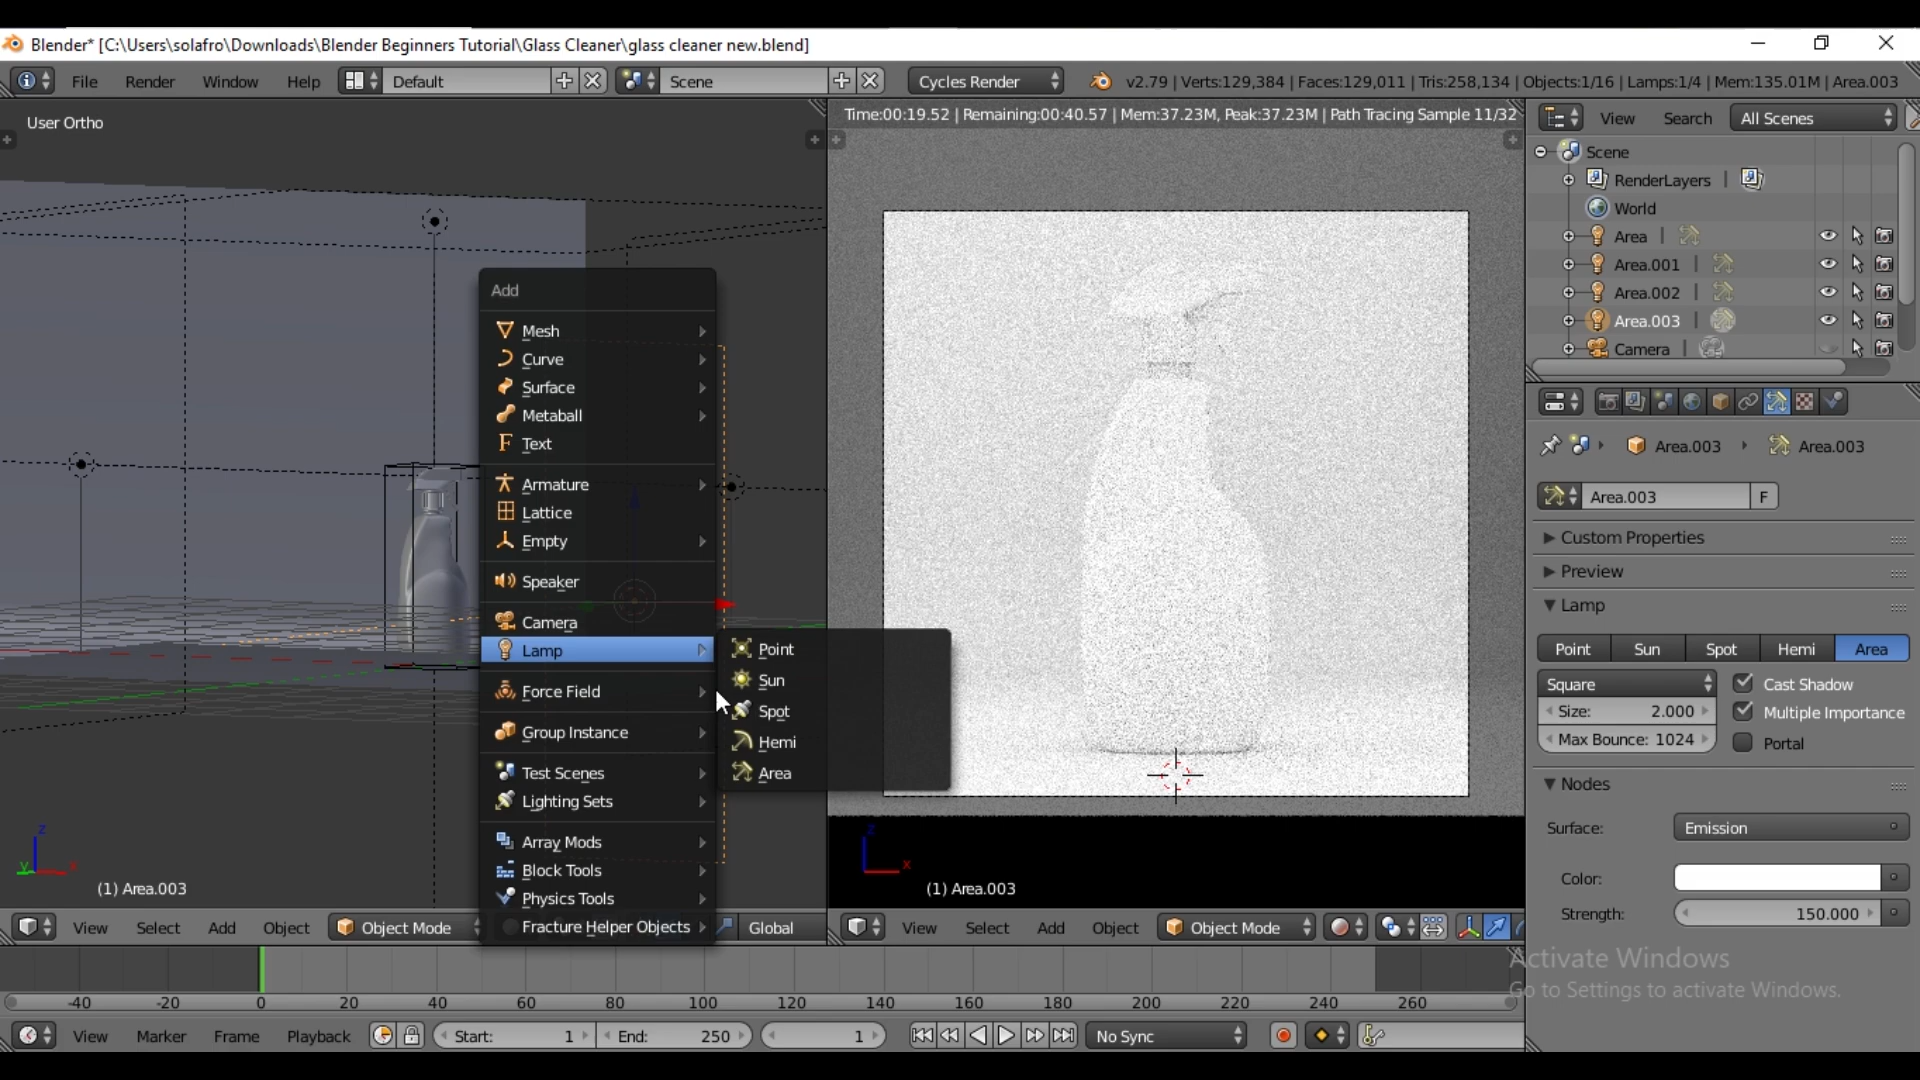 Blender* [C:\Users\solafro\Downloads\Blender Beginners Tutorial\Glass Cleaner\glass cleaner new.blend]
File Render Window Help Default Scene Cycles Render v2.79 | Verts:129,384 | Faces:129,011 | Tris:258,134 | Objects:1/16 | Lamps:1/4 | Mem:135.01M | Area.003
User Ortho
Time:00:19.52 | Remaining:00:40.57 | Mem:37.23M, Peak:37.23M | Path Tracing Sample 11/32
View Search All Scenes
Scene
RenderLayers
World
Area
Area.001
Area.002
Area.003
Camera
Add
Mesh
Curve
Surface
Metaball
Text
Armature
Lattice
Empty
Speaker
Camera
Lamp
Force Field
Group Instance
Test Scenes
Lighting Sets
Array Mods
Block Tools
Physics Tools
Fracture Helper Objects
Point
Sun
Spot
Hemi
Area
Area.003 Area.003
Area.003 F
Custom Properties
Preview
Lamp
Point Sun Spot Hemi Area
Square Cast Shadow
Size: 2.000 Multiple Importance
Max Bounce: 1024 Portal
Nodes
Surface: Emission
Color:
Strength: 150.000
Activate Windows
Go to Settings to activate Windows.
z
y x
(1) Area.003
z
x
(1) Area.003
View Select Add Object Object Mode Global
View Select Add Object Object Mode
-40 -20 0 20 40 60 80 100 120 140 160 180 200 220 240 260
View Marker Frame Playback Start: 1 End: 250 1 No Sync